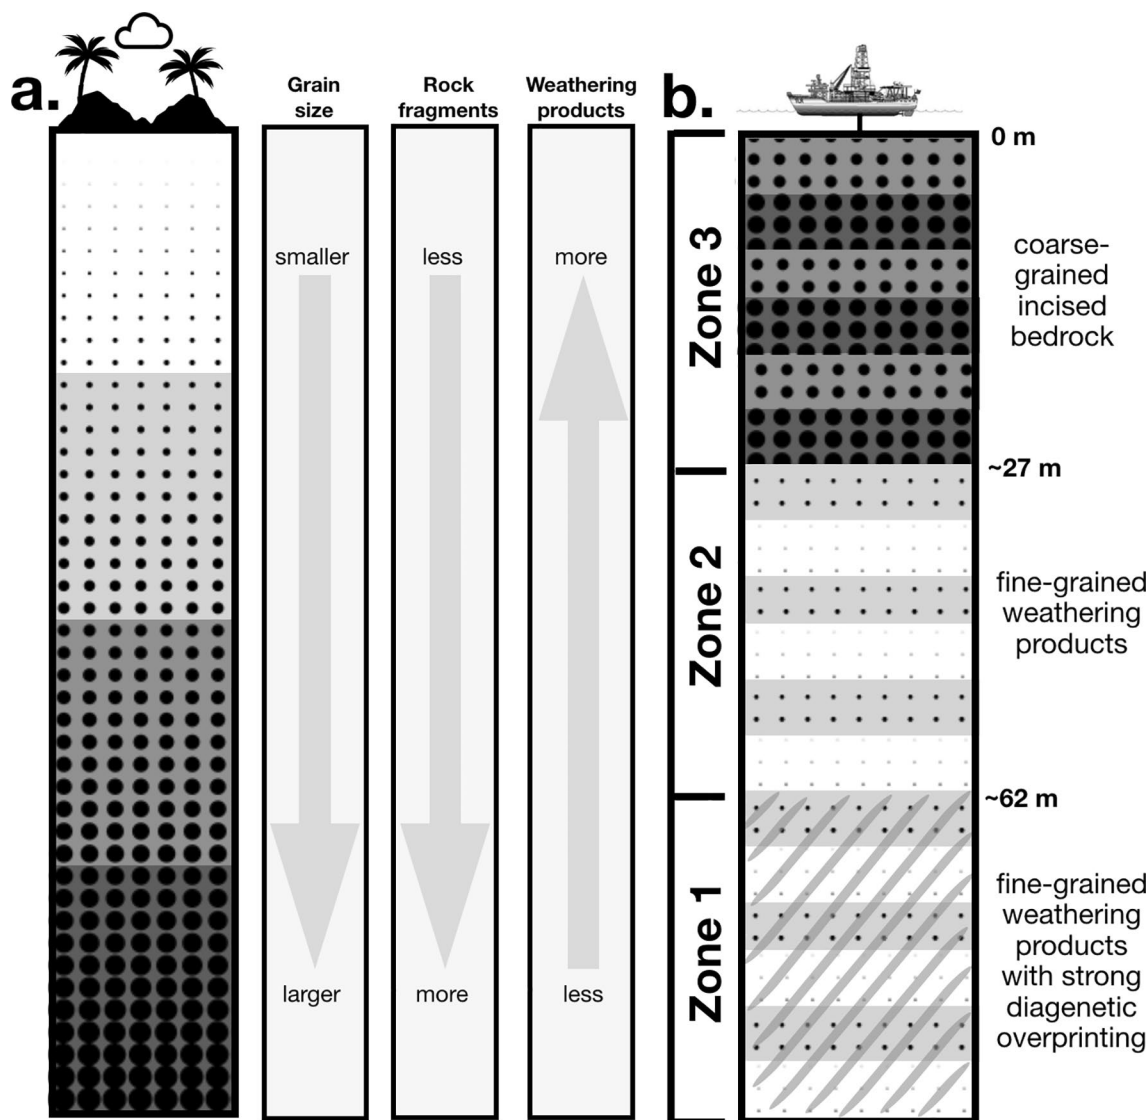 a.
Grain
size
Rock
fragments
Weathering
products
smaller
less
more
larger
more
less
b.
0 m
Zone 3
coarse-
grained
incised
bedrock
~27 m
Zone 2
fine-grained
weathering
products
~62 m
Zone 1
fine-grained
weathering
products
with strong
diagenetic
overprinting